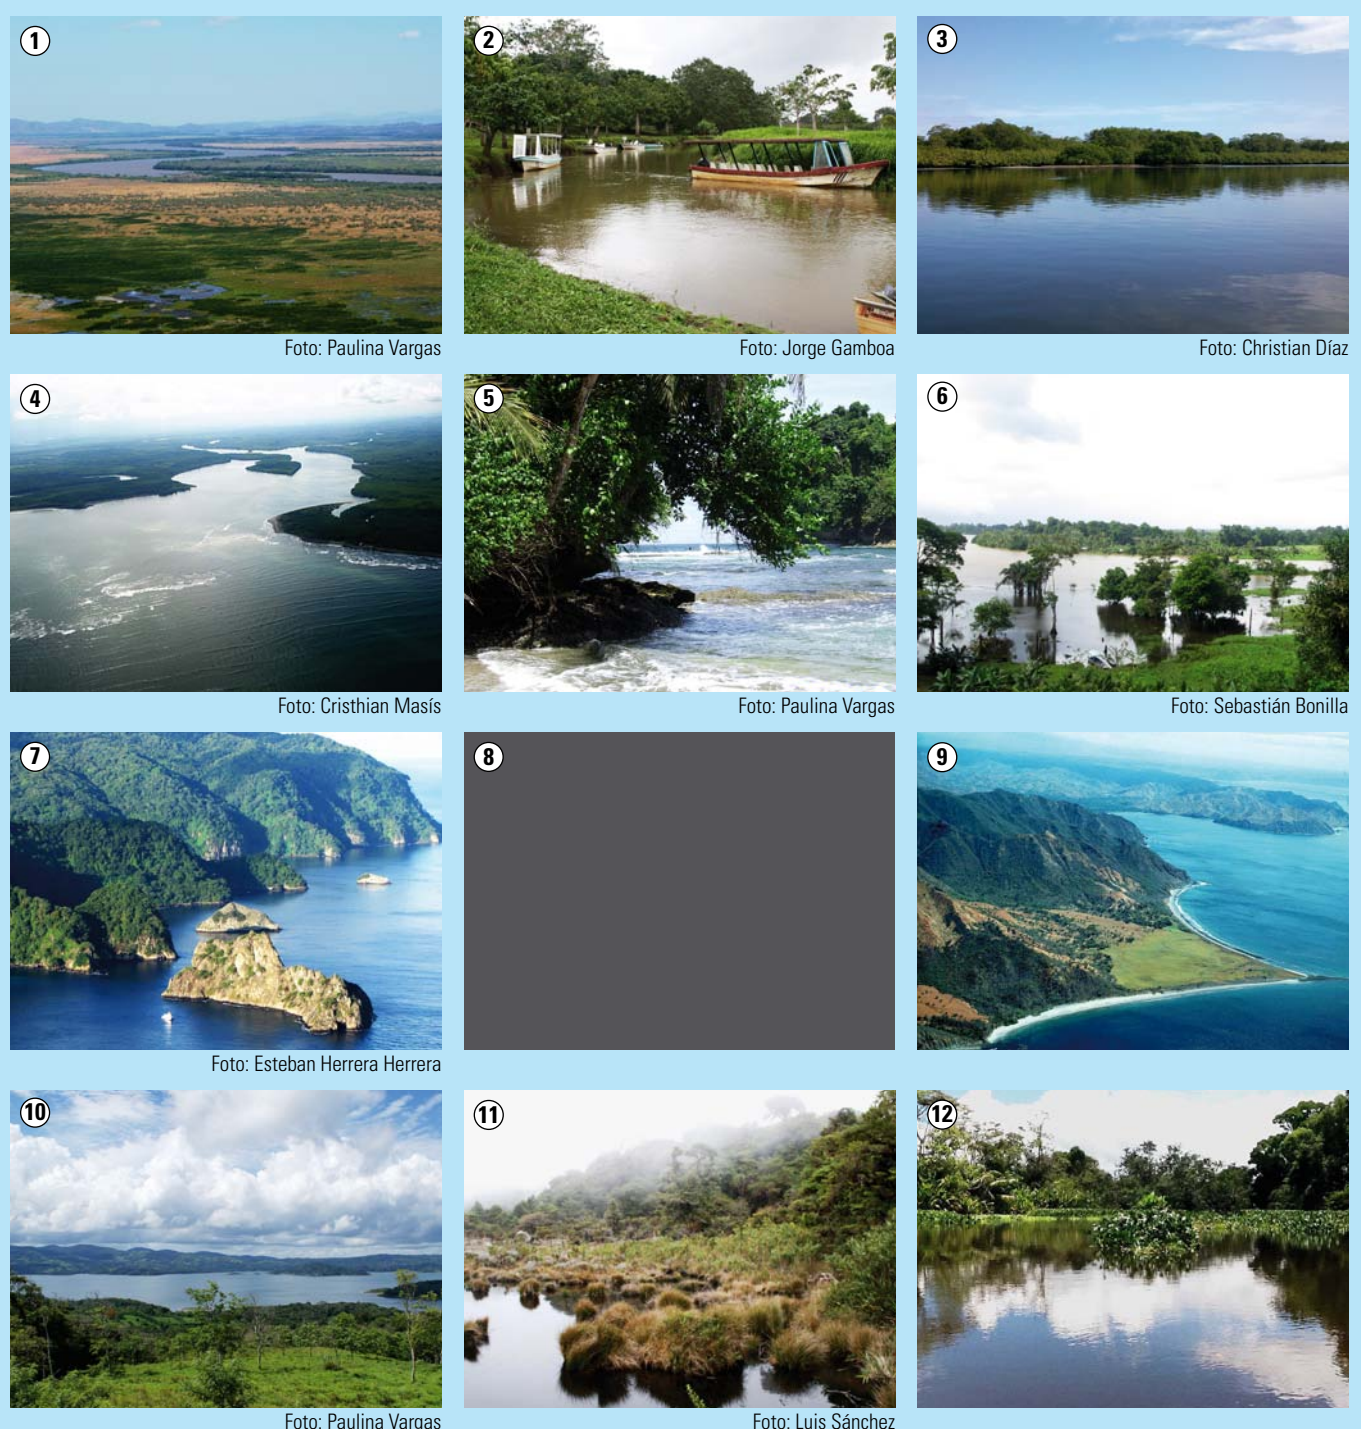 1
2
3
Foto: Paulina Vargas
Foto: Jorge Gamboa
Foto: Christian Díaz
4
5
6
Foto: Cristhian Masís
Foto: Paulina Vargas
Foto: Sebastián Bonilla
7
8
9
Foto: Esteban Herrera Herrera
10
11
12
Foto: Paulina Vargas
Foto: Luis Sánchez